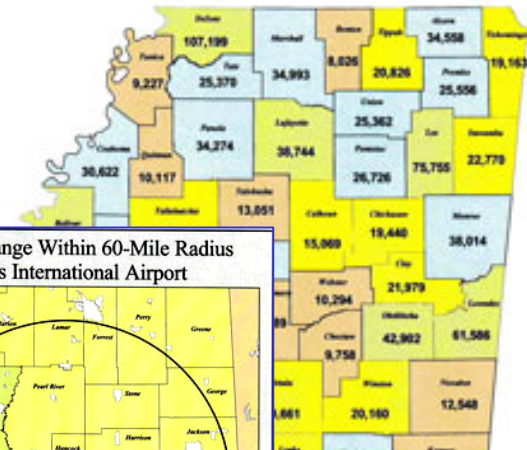 DeSoto
107,199
Marshall
34,993
Benton
8,026
Tippah
20,826
Alcorn
34,558
Tishomingo
19,163
Tunica
9,227
Tate
25,370
Prentiss
25,556
Union
25,362
Panola
34,274
Lafayette
38,744
Lee
75,755
Itawamba
22,770
Coahoma
30,622
Quitman
10,117
Pontotoc
26,726
Bolivar
Tallahatchie
Yalobusha
13,051
Calhoun
15,069
Chickasaw
19,440
Monroe
38,014
Clay
21,979
Webster
10,294
Lowndes
61,586
Oktibbeha
42,902
Choctaw
9,758
Winston
20,160
Noxubee
12,548
,661
ange Within 60-Mile Radius
s International Airport
Marion
Lamar
Forrest
Perry
Greene
Pearl River
Stone
George
Hancock
Harrison
Jackson